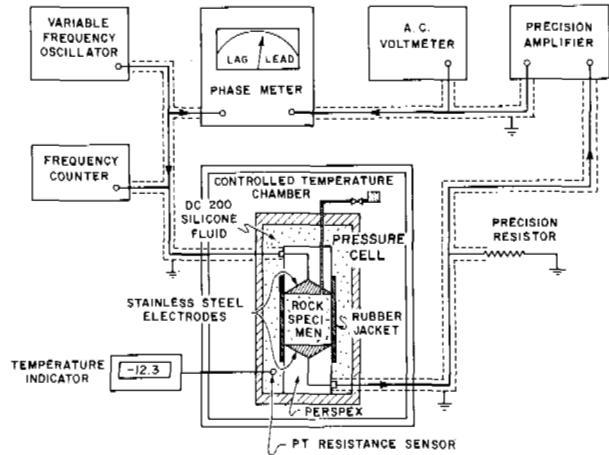 VARIABLE
FREQUENCY
OSCILLATOR
LAG LEAD
PHASE METER
A.C.
VOLTMETER
PRECISION
AMPLIFIER
FREQUENCY
COUNTER
CONTROLLED TEMPERATURE
CHAMBER
DC 200
SILICONE
FLUID
PRESSURE
CELL
PRECISION
RESISTOR
STAINLESS STEEL
ELECTRODES
ROCK
SPECI-
MEN
RUBBER
JACKET
TEMPERATURE
INDICATOR
-12.3
PERSPEX
PT RESISTANCE SENSOR